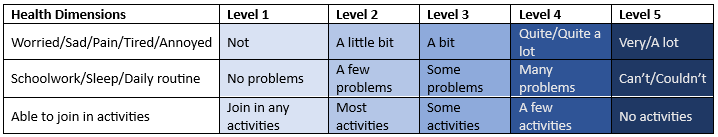 Health Dimensions Level 1 Level 2 Level 3 Level 4 Level 5
Worried/Sad/Pain/Tired/Annoyed Not A little bit A bit Quite/Quite a lot Very/A lot
Schoolwork/Sleep/Daily routine No problems A few problems Some problems Many problems Can't/Couldn't
Able to join in activities Join in any activities Most activities Some activities A few activities No activities